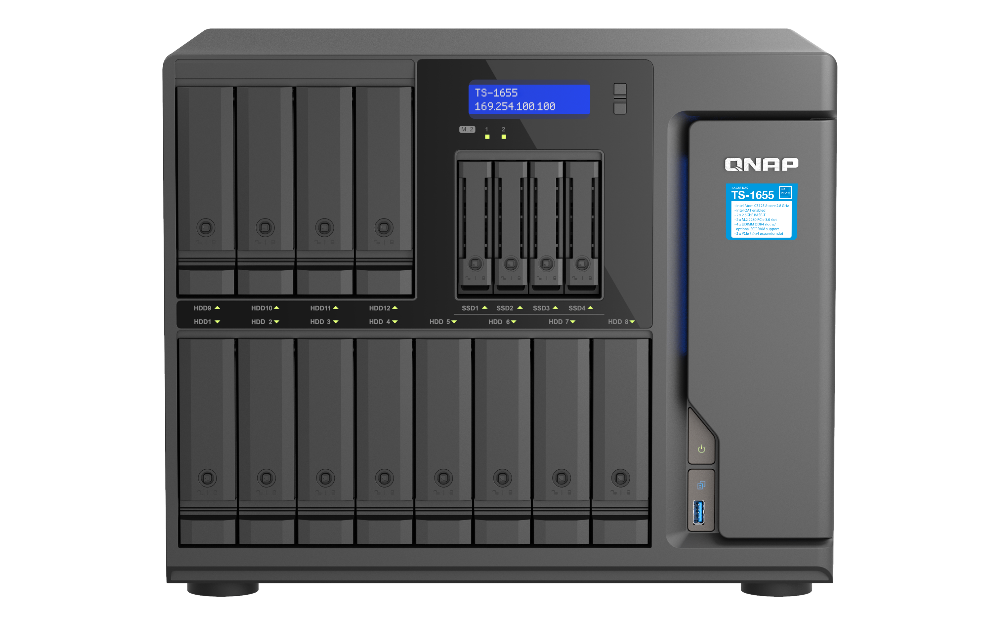 TS-1655
169.254.100.100
M.2 1 2
QNAP
2.5GbE NAS
TS-1655
intel
ATOM
• Intel Atom C5125 8-core 2.8 GHz
• Intel QAT enabled
• 2 x 2.5GbE BASE-T
• 2 x M.2 2280 PCIe 3.0 slot
• 4 x UDIMM DDR4 slot w/
optional ECC RAM support
• 3 x PCIe 3.0 x4 expansion slot
HDD9 HDD10 HDD11 HDD12 SSD1 SSD2 SSD3 SSD4
HDD1 HDD 2 HDD 3 HDD 4 HDD 5 HDD 6 HDD 7 HDD 8